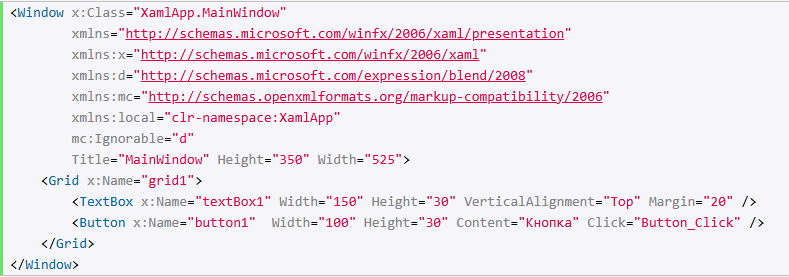 <Window x:Class="XamlApp.MainWindow"
        xmlns="http://schemas.microsoft.com/winfx/2006/xaml/presentation"
        xmlns:x="http://schemas.microsoft.com/winfx/2006/xaml"
        xmlns:d="http://schemas.microsoft.com/expression/blend/2008"
        xmlns:mc="http://schemas.openxmlformats.org/markup-compatibility/2006"
        xmlns:local="clr-namespace:XamlApp"
        mc:Ignorable="d"
        Title="MainWindow" Height="350" Width="525">
    <Grid x:Name="grid1">
        <TextBox x:Name="textBox1" Width="150" Height="30" VerticalAlignment="Top" Margin="20" />
        <Button x:Name="button1"  Width="100" Height="30" Content="Кнопка" Click="Button_Click" />
    </Grid>
</Window>